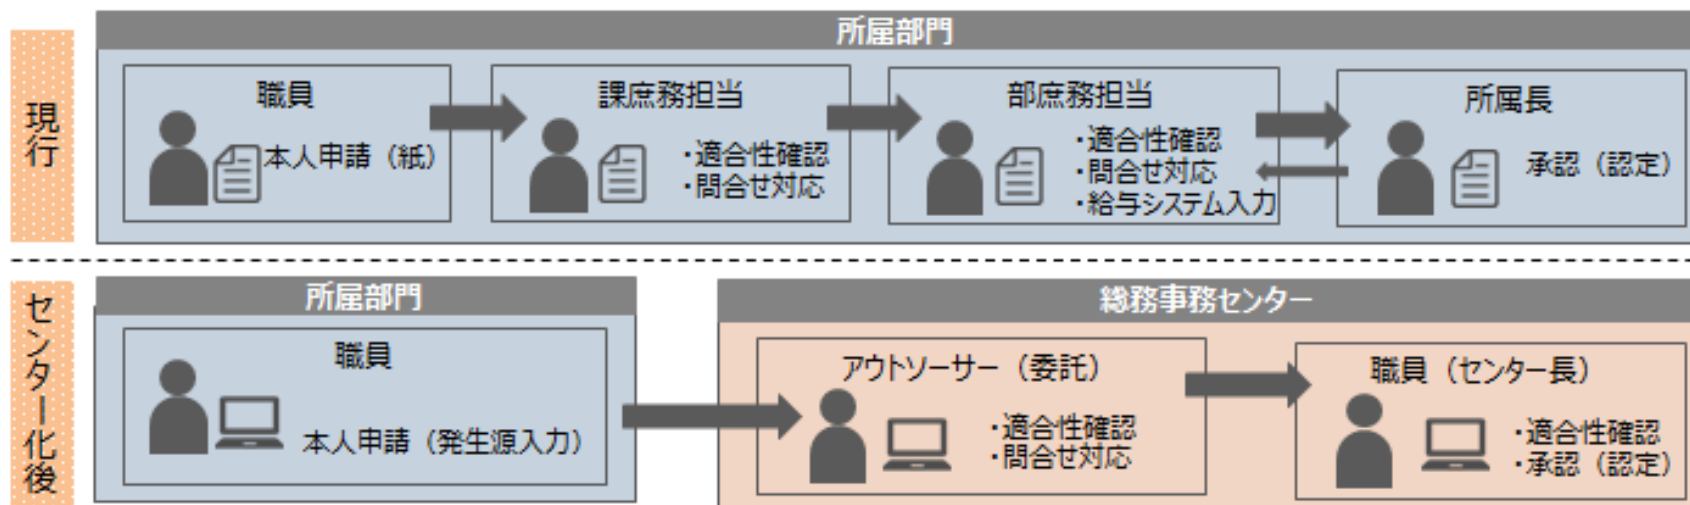 現行
所属部門
職員
本人申請（紙）
課庶務担当
・適合性確認
・問合せ対応
部庶務担当
・適合性確認
・問合せ対応
・給与システム入力
所属長
承認（認定）
センター化後
所属部門
職員
本人申請（発生源入力）
総務事務センター
アウトソーサー（委託）
・適合性確認
・問合せ対応
職員（センター長）
・適合性確認
・承認（認定）